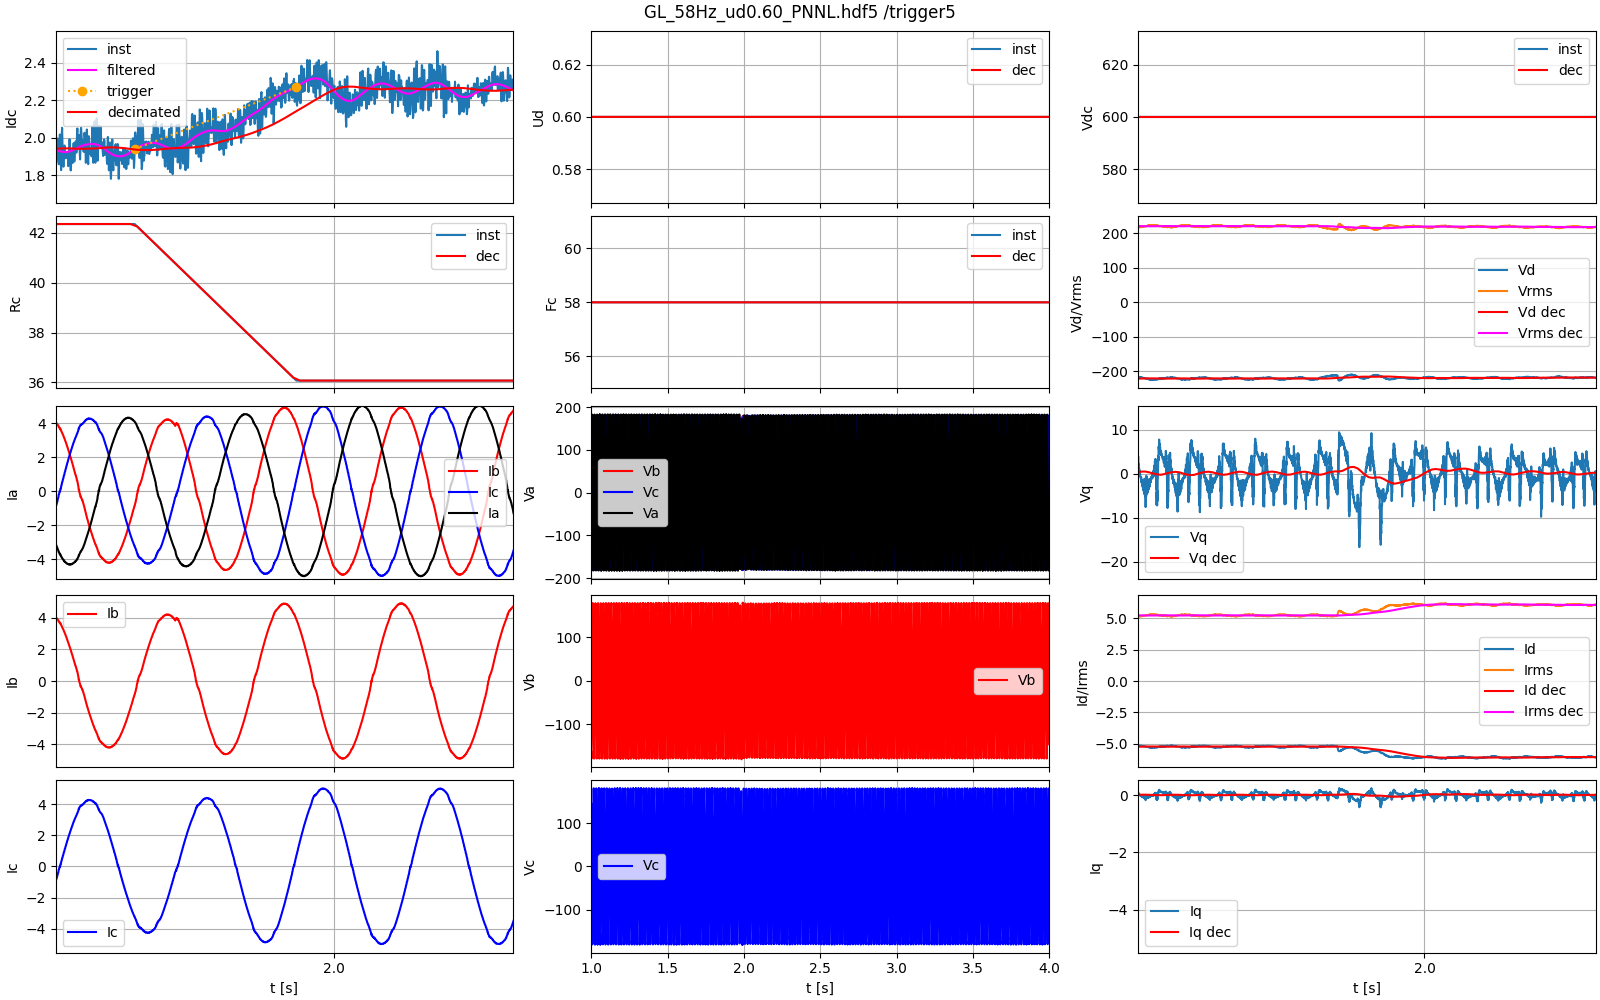 GL_58Hz_ud0.60_PNNL.hdf5 /trigger5
Idc
2.4
2.2
2.0
1.8
inst
filtered
trigger
decimated
Ud
0.62
0.60
0.58
inst
dec
Vdc
620
600
580
inst
dec
Rc
42
40
38
36
inst
dec
Fc
60
58
56
inst
dec
Vd/Vrms
200
100
0
−100
−200
Vd
Vrms
Vd dec
Vrms dec
Ia
4
2
0
−2
−4
Ib
Ic
Ia
Va
200
100
0
−100
−200
Vb
Vc
Va
Vq
10
0
−10
−20
Vq
Vq dec
Ib
4
2
0
−2
−4
Ib
Vb
100
0
−100
Vb
Id/Irms
5.0
2.5
0.0
−2.5
−5.0
Id
Irms
Id dec
Irms dec
Ic
4
2
0
−2
−4
Ic
2.0
t [s]
Vc
100
0
−100
Vc
1.0 1.5 2.0 2.5 3.0 3.5 4.0
t [s]
Iq
0
−2
−4
Iq
Iq dec
2.0
t [s]